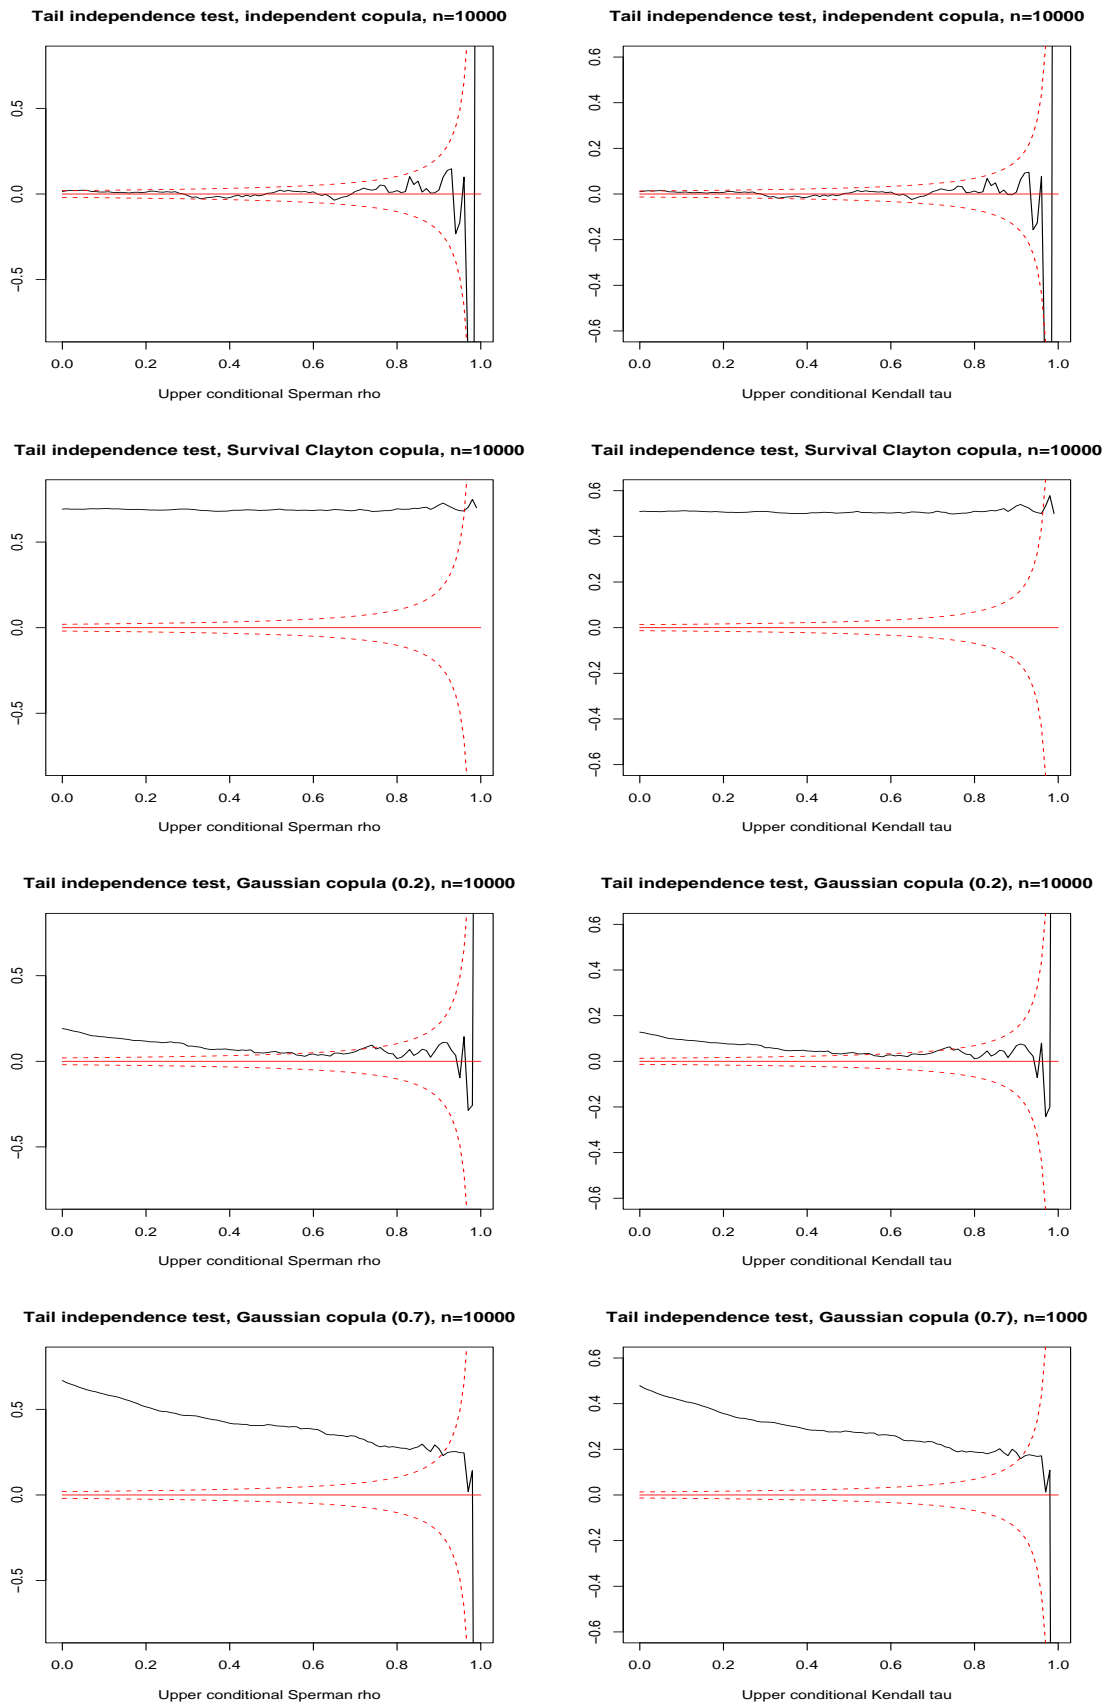 Tail independence test, independent copula, n=10000
0.5
0.0
−0.5
0.0 0.2 0.4 0.6 0.8 1.0
Upper conditional Sperman rho
Tail independence test, independent copula, n=10000
0.6
0.4
0.2
0.0
−0.2
−0.4
−0.6
0.0 0.2 0.4 0.6 0.8 1.0
Upper conditional Kendall tau
Tail independence test, Survival Clayton copula, n=10000
0.5
0.0
−0.5
0.0 0.2 0.4 0.6 0.8 1.0
Upper conditional Sperman rho
Tail independence test, Survival Clayton copula, n=10000
0.6
0.4
0.2
0.0
−0.2
−0.4
−0.6
0.0 0.2 0.4 0.6 0.8 1.0
Upper conditional Kendall tau
Tail independence test, Gaussian copula (0.2), n=10000
0.5
0.0
−0.5
0.0 0.2 0.4 0.6 0.8 1.0
Upper conditional Sperman rho
Tail independence test, Gaussian copula (0.2), n=10000
0.6
0.4
0.2
0.0
−0.2
−0.4
−0.6
0.0 0.2 0.4 0.6 0.8 1.0
Upper conditional Kendall tau
Tail independence test, Gaussian copula (0.7), n=10000
0.5
0.0
−0.5
0.0 0.2 0.4 0.6 0.8 1.0
Upper conditional Sperman rho
Tail independence test, Gaussian copula (0.7), n=1000
0.6
0.4
0.2
0.0
−0.2
−0.4
−0.6
0.0 0.2 0.4 0.6 0.8 1.0
Upper conditional Kendall tau